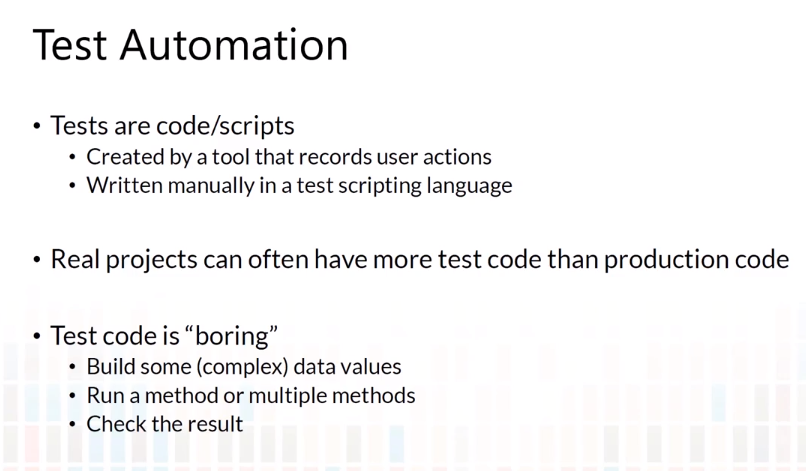 Test Automation
• Tests are code/scripts
• Created by a tool that records user actions
• Written manually in a test scripting language
• Real projects can often have more test code than production code
• Test code is “boring”
• Build some (complex) data values
• Run a method or multiple methods
• Check the result